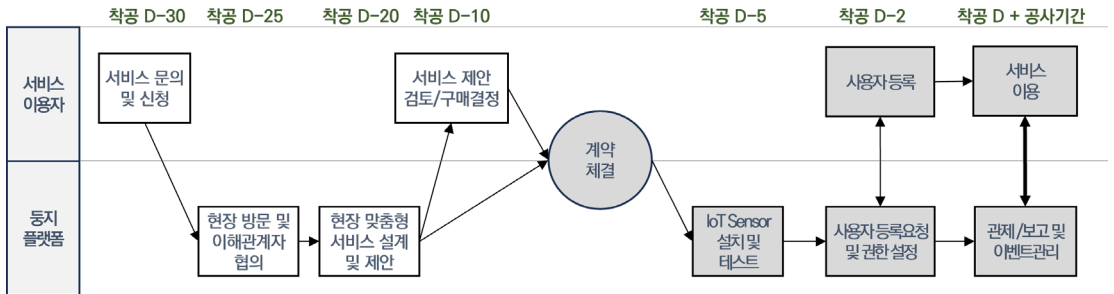 착공 D-30
착공 D-25
착공 D-20
착공 D-10
착공 D-5
착공 D-2
착공 D + 공사기간
서비스
이용자
서비스 문의
및 신청
서비스 제안
검토/구매결정
사용자 등록
서비스
이용
계약
체결
둥지
플랫폼
현장 방문 및
이해관계자
협의
현장 맞춤형
서비스 설계
및 제안
IoT Sensor
설치 및
테스트
사용자 등록요청
및 권한 설정
관제/보고 및
이벤트관리